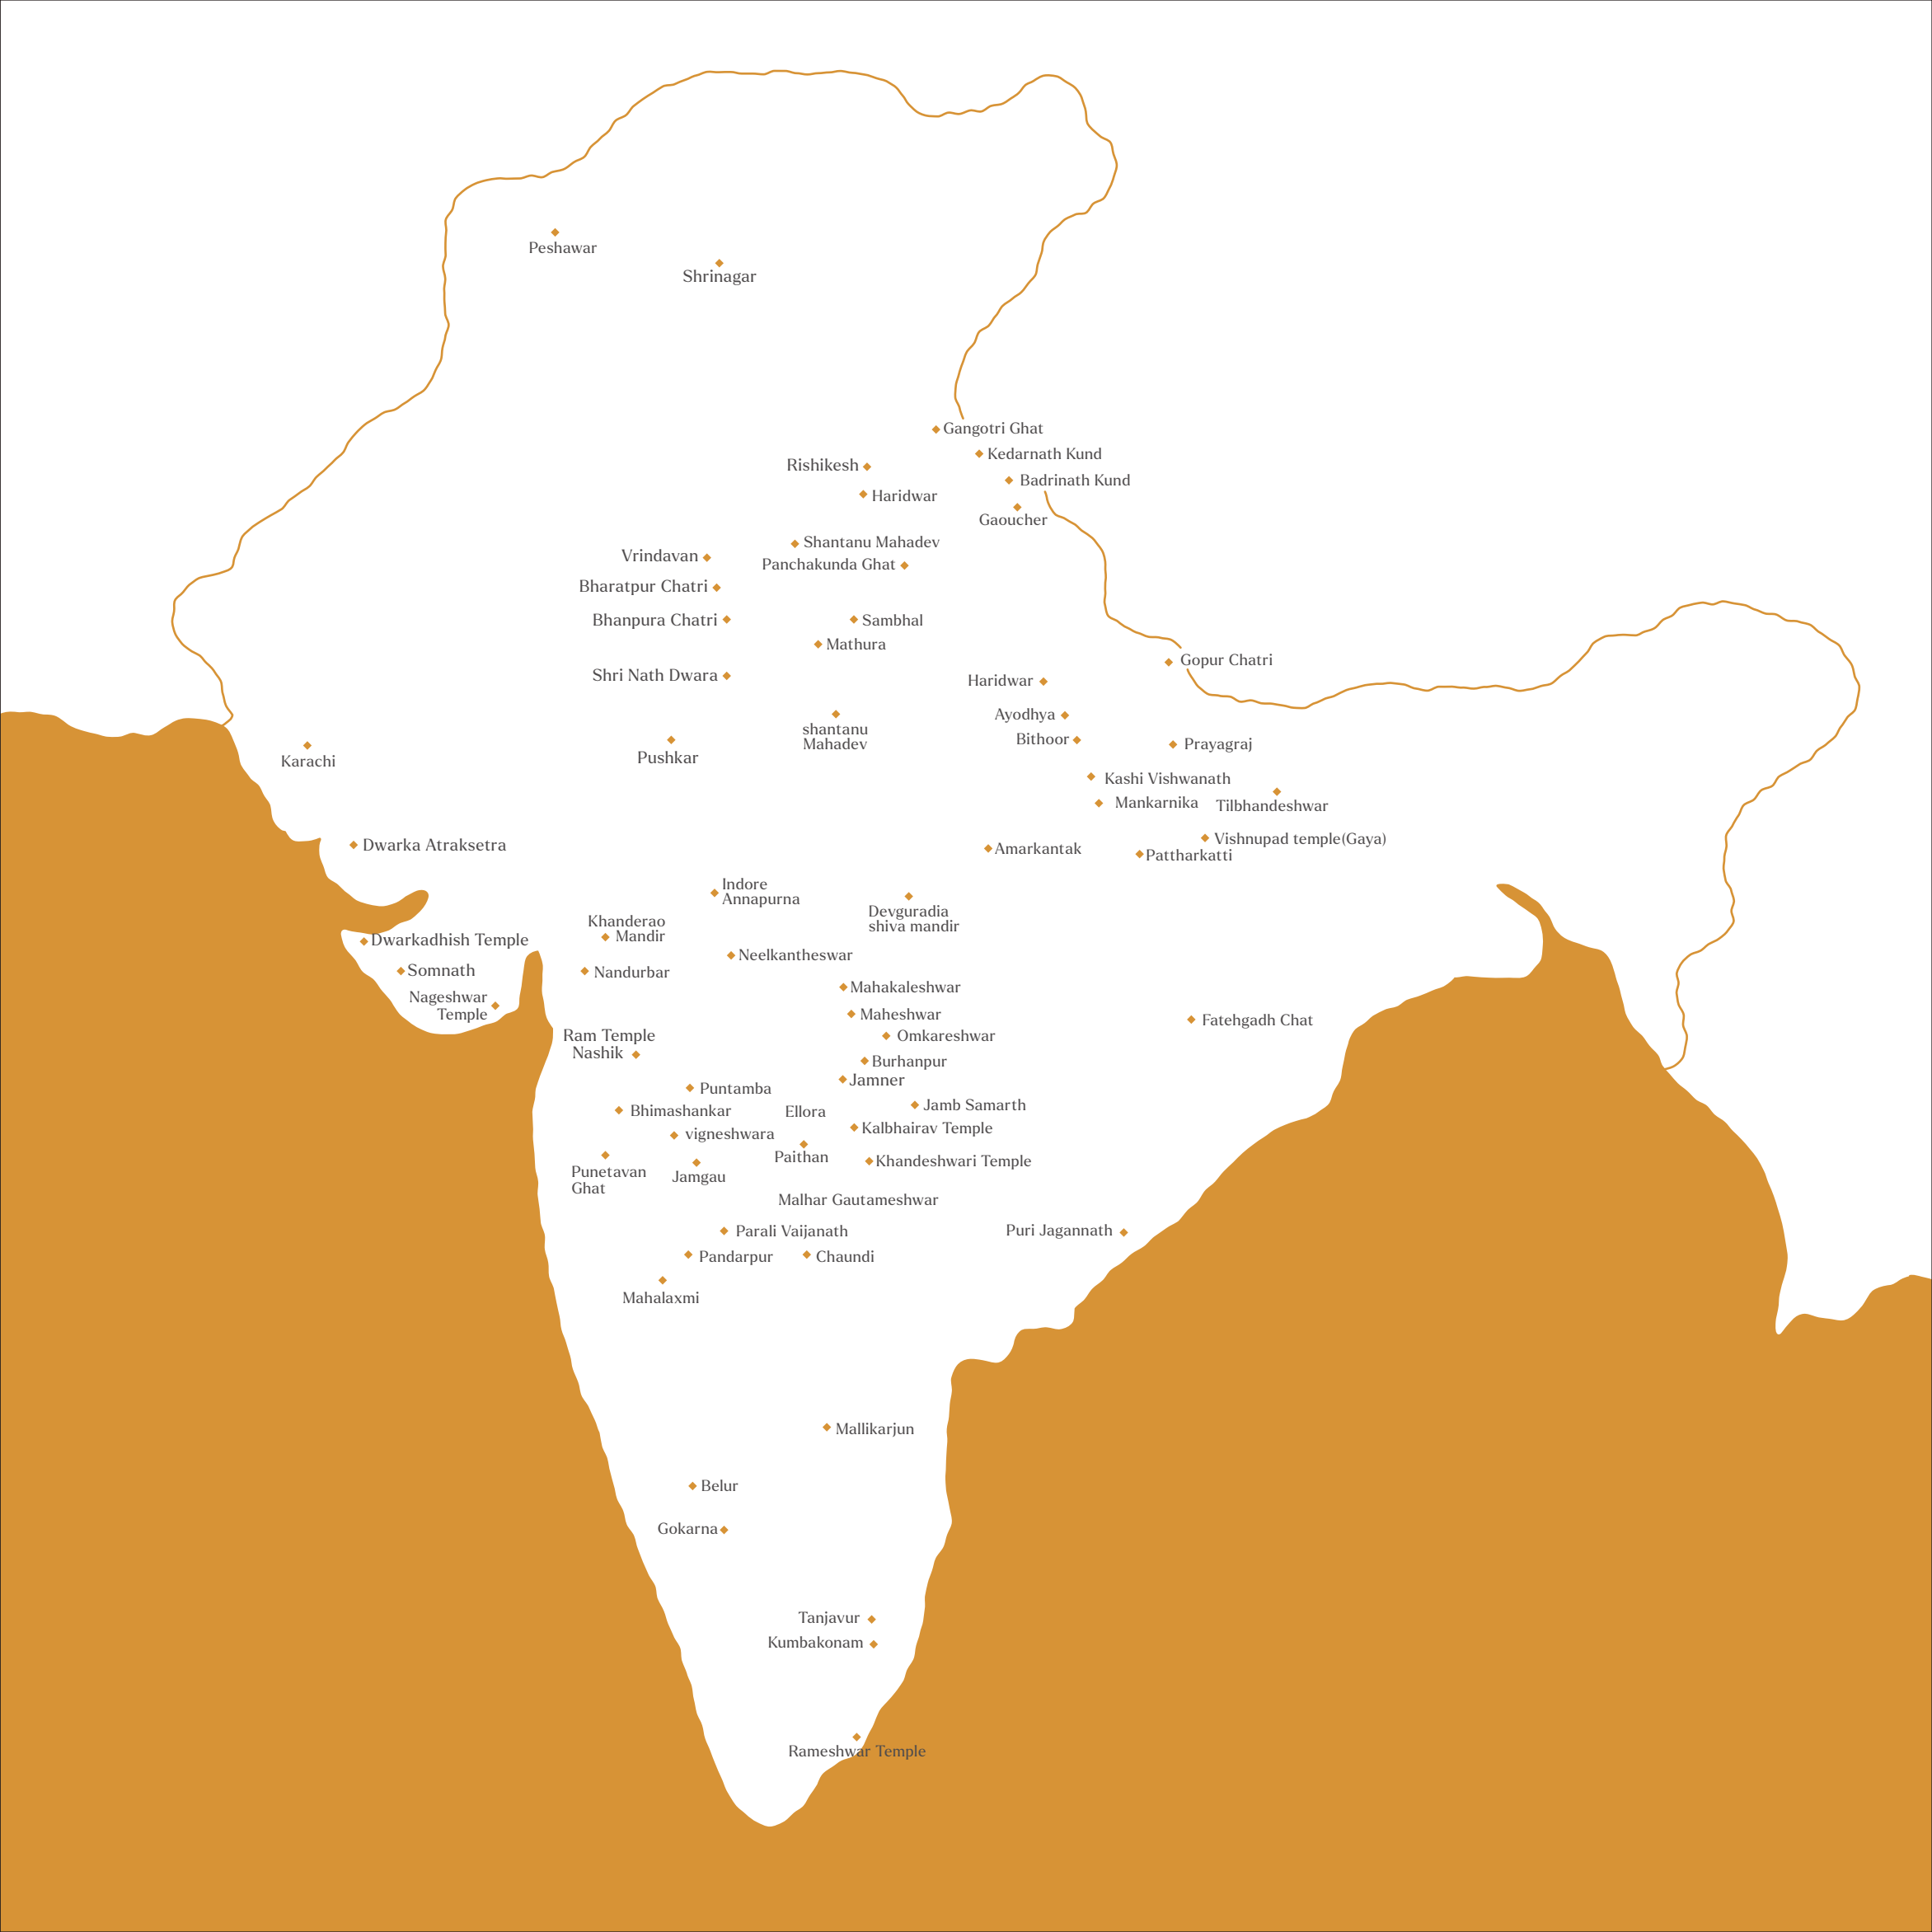 Peshawar
Shrinagar
Gangotri Ghat
Kedarnath Kund
Rishikesh
Badrinath Kund
Haridwar
Gaoucher
Shantanu Mahadev
Vrindavan
Panchakunda Ghat
Bharatpur Chatri
Bhanpura Chatri
Sambhal
Mathura
Gopur Chatri
Shri Nath Dwara
Haridwar
Ayodhya
shantanu
Mahadev
Bithoor
Prayagraj
Pushkar
Karachi
Kashi Vishwanath
Mankarnika
Tilbhandeshwar
Vishnupad temple(Gaya)
Dwarka Atraksetra
Amarkantak
Pattharkatti
Indore
Annapurna
Devguradia
shiva mandir
Khanderao
Mandir
Dwarkadhish Temple
Neelkantheswar
Somnath
Nandurbar
Mahakaleshwar
Nageshwar
Temple
Maheshwar
Fatehgadh Chat
Ram Temple
Nashik
Omkareshwar
Burhanpur
Jamner
Puntamba
Jamb Samarth
Bhimashankar
Ellora
Kalbhairav Temple
vigneshwara
Paithan
Khandeshwari Temple
Punetavan
Ghat
Jamgau
Malhar Gautameshwar
Parali Vaijanath
Puri Jagannath
Pandarpur
Chaundi
Mahalaxmi
Mallikarjun
Belur
Gokarna
Tanjavur
Kumbakonam
Rameshwar Temple